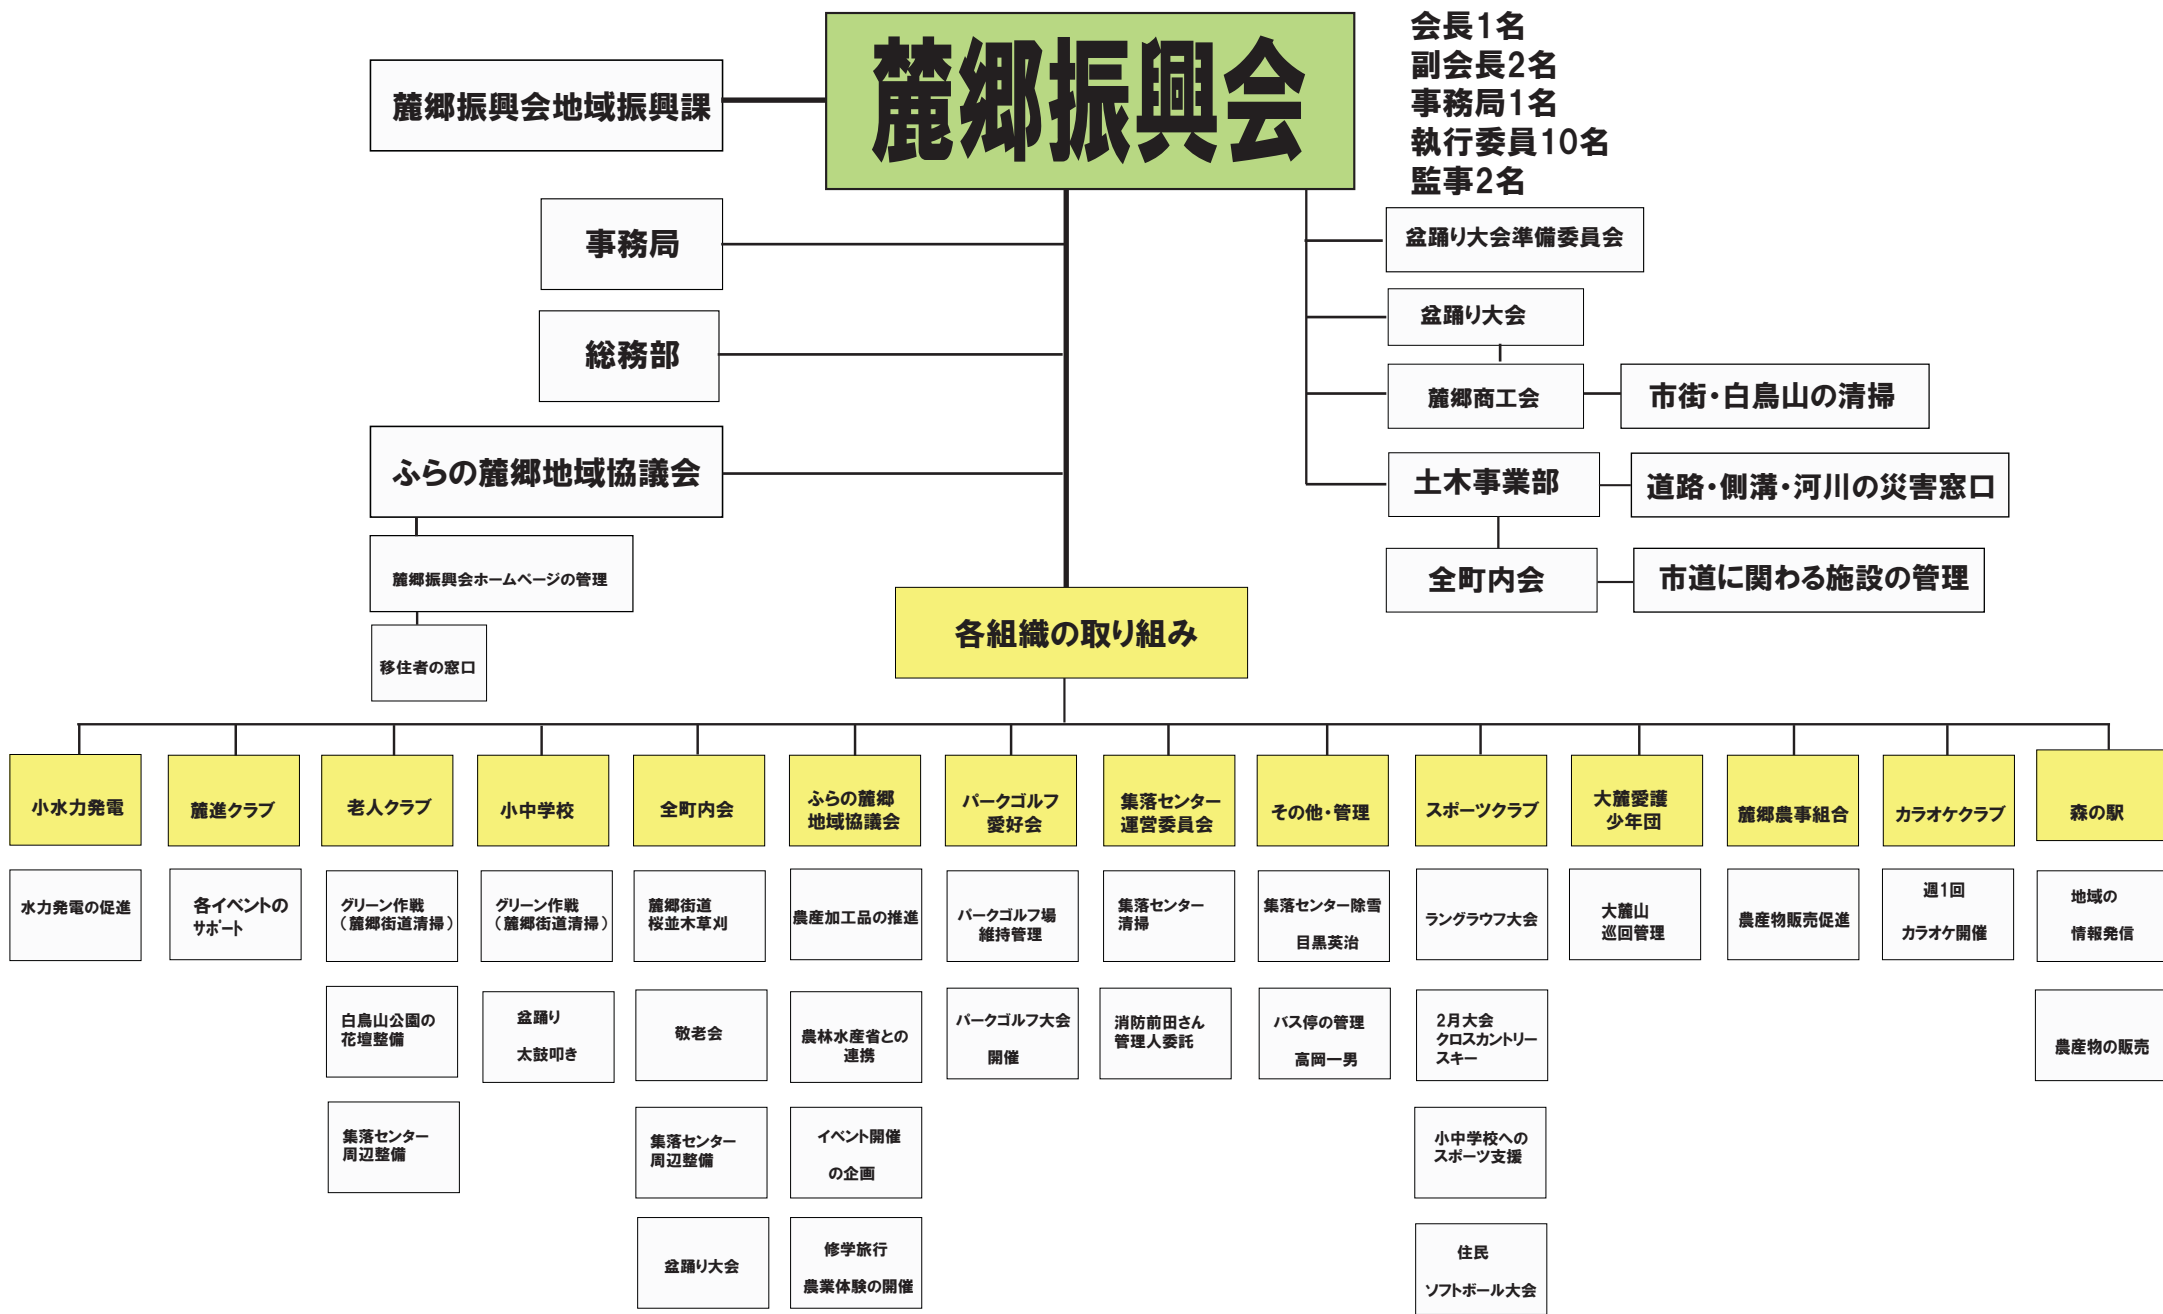 麓郷振興会
会長1名
副会長2名
事務局1名
執行委員10名
監事2名
麓郷振興会地域振興課
事務局
総務部
ふらの麓郷地域協議会
麓郷振興会ホームページの管理
移住者の窓口
盆踊り大会準備委員会
盆踊り大会
麓郷商工会
市街・白鳥山の清掃
土木事業部
道路・側溝・河川の災害窓口
全町内会
市道に関わる施設の管理
各組織の取り組み
小水力発電
水力発電の促進
麓進クラブ
各イベントの
サポート
老人クラブ
グリーン作戦
（麓郷街道清掃）
白鳥山公園の
花壇整備
集落センター
周辺整備
小中学校
グリーン作戦
（麓郷街道清掃）
盆踊り
太鼓叩き
全町内会
麓郷街道
桜並木草刈
敬老会
集落センター
周辺整備
盆踊り大会
ふらの麓郷
地域協議会
農産加工品の推進
農林水産省との
連携
イベント開催
の企画
修学旅行
農業体験の開催
パークゴルフ
愛好会
パークゴルフ場
維持管理
パークゴルフ大会
開催
集落センター
運営委員会
集落センター
清掃
消防前田さん
管理人委託
その他・管理
集落センター除雪
目黒英治
バス停の管理
高岡一男
スポーツクラブ
ラングラウフ大会
2月大会
クロスカントリー
スキー
小中学校への
スポーツ支援
住民
ソフトボール大会
大麓愛護
少年団
大麓山
巡回管理
麓郷農事組合
農産物販売促進
カラオケクラブ
週1回
カラオケ開催
森の駅
地域の
情報発信
農産物の販売